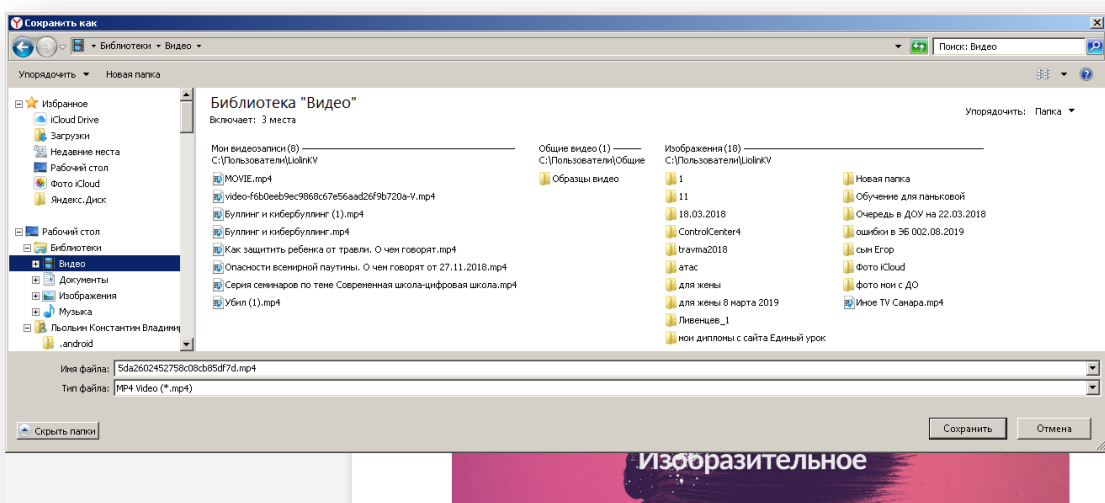 Сохранить как
Библиотеки Видео
Поиск: Видео
Упорядочить Новая папка
Избранное
iCloud Drive
Загрузки
Недавние места
Рабочий стол
Фото iCloud
Яндекс.Диск
Рабочий стол
Библиотеки
Видео
Документы
Изображения
Музыка
Льольин Константин Владими
.android
Библиотека "Видео"
Включает: 3 места
Упорядочить: Папка
Мои видеозаписи (8)
C:\Пользователи\LiolinKV
MOVIE.mp4
video-f6b0eeb9ec9868c67e56aad26f9b720a-V.mp4
Буллинг и кибербуллинг (1).mp4
Буллинг и кибербуллинг.mp4
Как защитить ребенка от травли. О чем говорят.mp4
Опасности всемирной паутины. О чем говорят от 27.11.2018.mp4
Серия семинаров по теме Современная школа-цифровая школа.mp4
Убил (1).mp4
Общие видео (1)
C:\Пользователи\Общие
Образцы видео
Изображения (18)
C:\Пользователи\LiolinKV
1
11
18.03.2018
ControlCenter4
travma2018
атас
для жены
для жены 8 марта 2019
Ливенцев_1
мои дипломы с сайта Единый урок
Новая папка
Обучение для паньковой
Очередь в ДОУ на 22.03.2018
ошибки в ЭБ 002.08.2019
сын Егор
Фото iCloud
фото мои с ДО
Иное TV Самара.mp4
Имя файла: 5da2602452758c08cb85df7d.mp4
Тип файла: MP4 Video (*.mp4)
Скрыть папки
Сохранить Отмена
Изобразительное